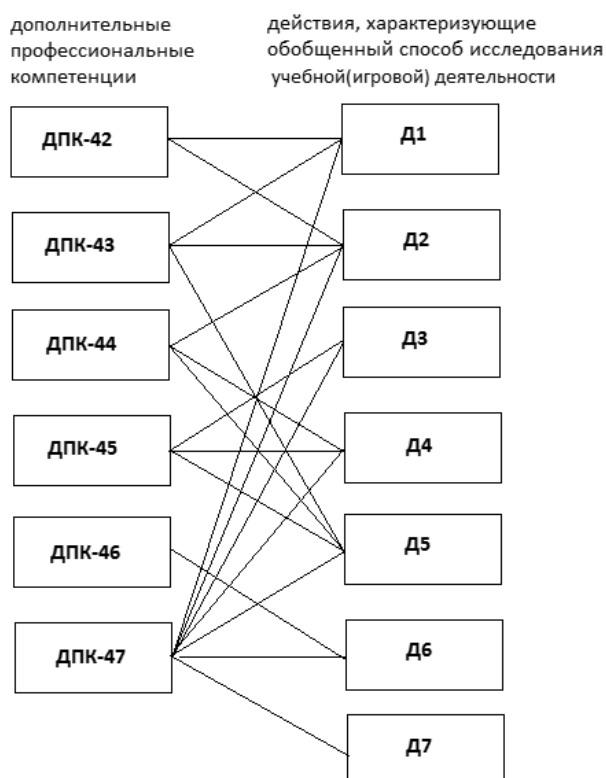 дополнительные
профессиональные
компетенции
действия, характеризующие
обобщенный способ исследования
учебной(игровой) деятельности
ДПК-42
Д1
ДПК-43
Д2
ДПК-44
Д3
ДПК-45
Д4
ДПК-46
Д5
ДПК-47
Д6
Д7